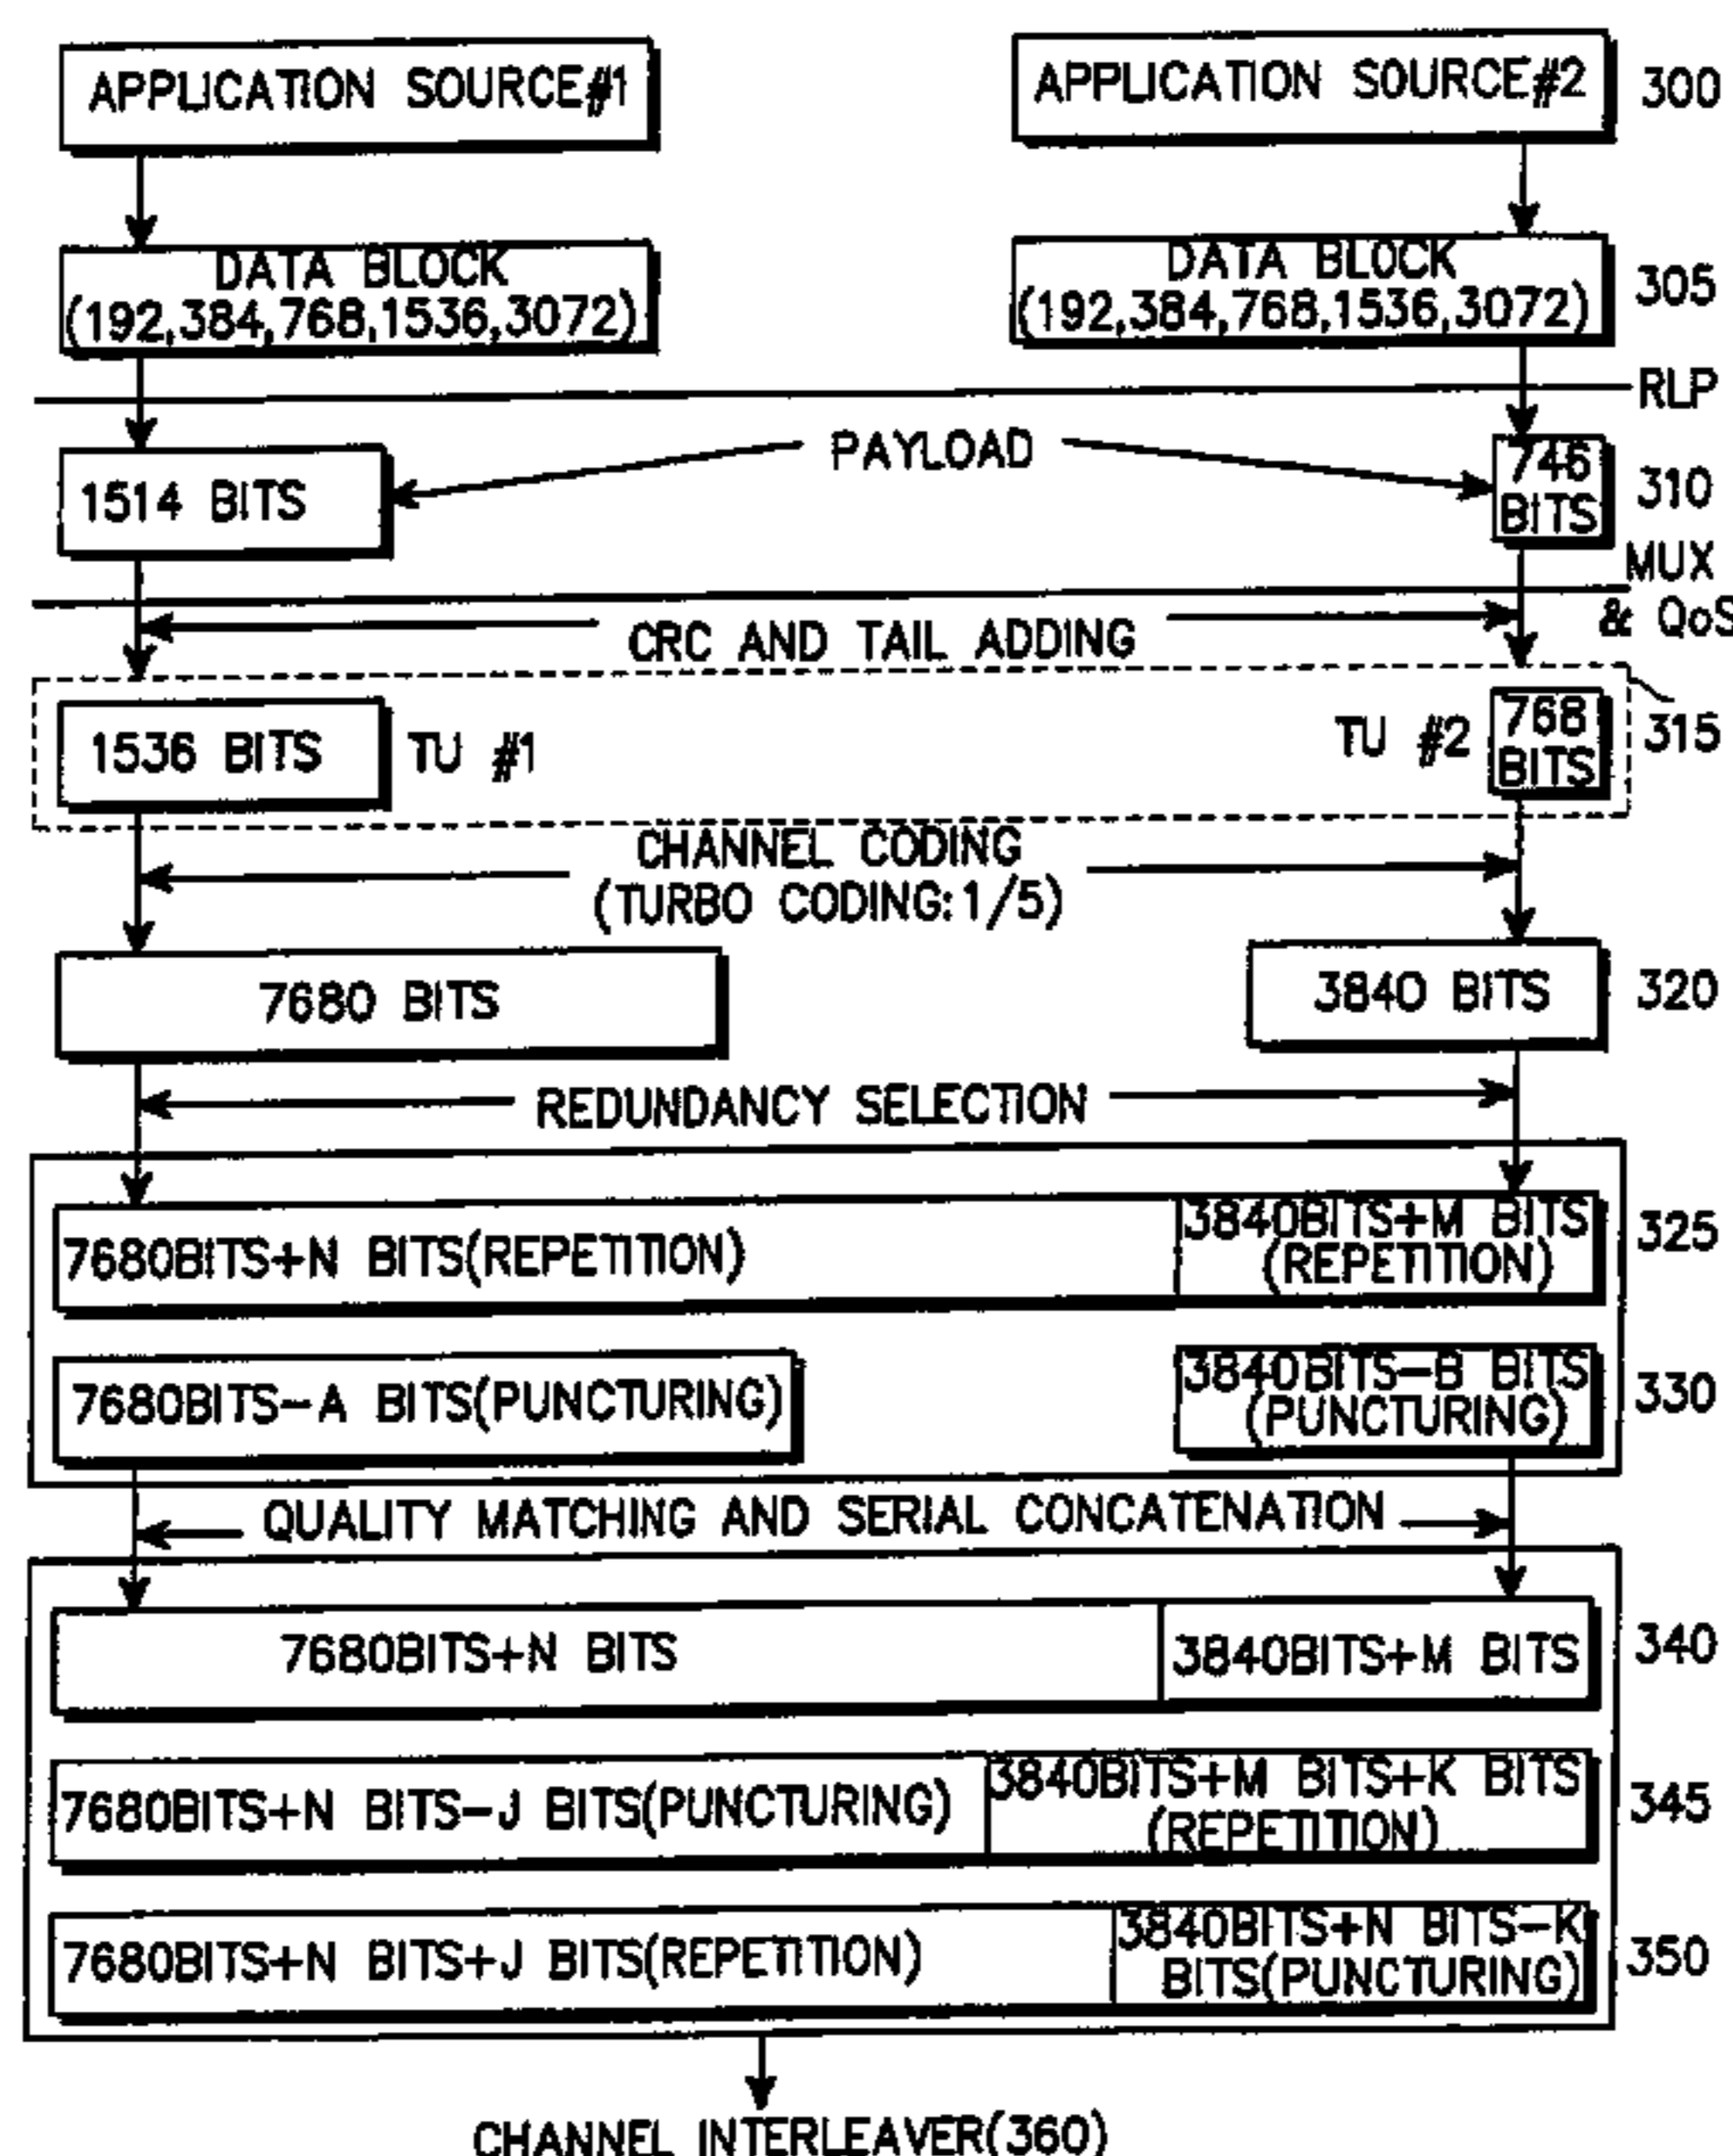 APPLICATION SOURCE#1
APPLICATION SOURCE#2
300
DATA BLOCK
(192,384,768,1536,3072)
DATA BLOCK
(192,384,768,1536,3072)
305
RLP
1514 BITS
PAYLOAD
746
BITS
310
MUX
& QoS
CRC AND TAIL ADDING
1536 BITS
TU #1
TU #2
768
BITS
315
CHANNEL CODING
(TURBO CODING:1/5)
7680 BITS
3840 BITS
320
REDUNDANCY SELECTION
7680BITS+N BITS(REPETITION)
3840BITS+M BITS
(REPETITION)
325
7680BITS-A BITS(PUNCTURING)
3840BITS-B BITS
(PUNCTURING)
330
QUALITY MATCHING AND SERIAL CONCATENATION
7680BITS+N BITS
3840BITS+M BITS
340
7680BITS+N BITS-J BITS(PUNCTURING)
3840BITS+M BITS+K BITS
(REPETITION)
345
7680BITS+N BITS+J BITS(REPETITION)
3840BITS+N BITS-K
BITS(PUNCTURING)
350
CHANNEL INTERLEAVER(360)